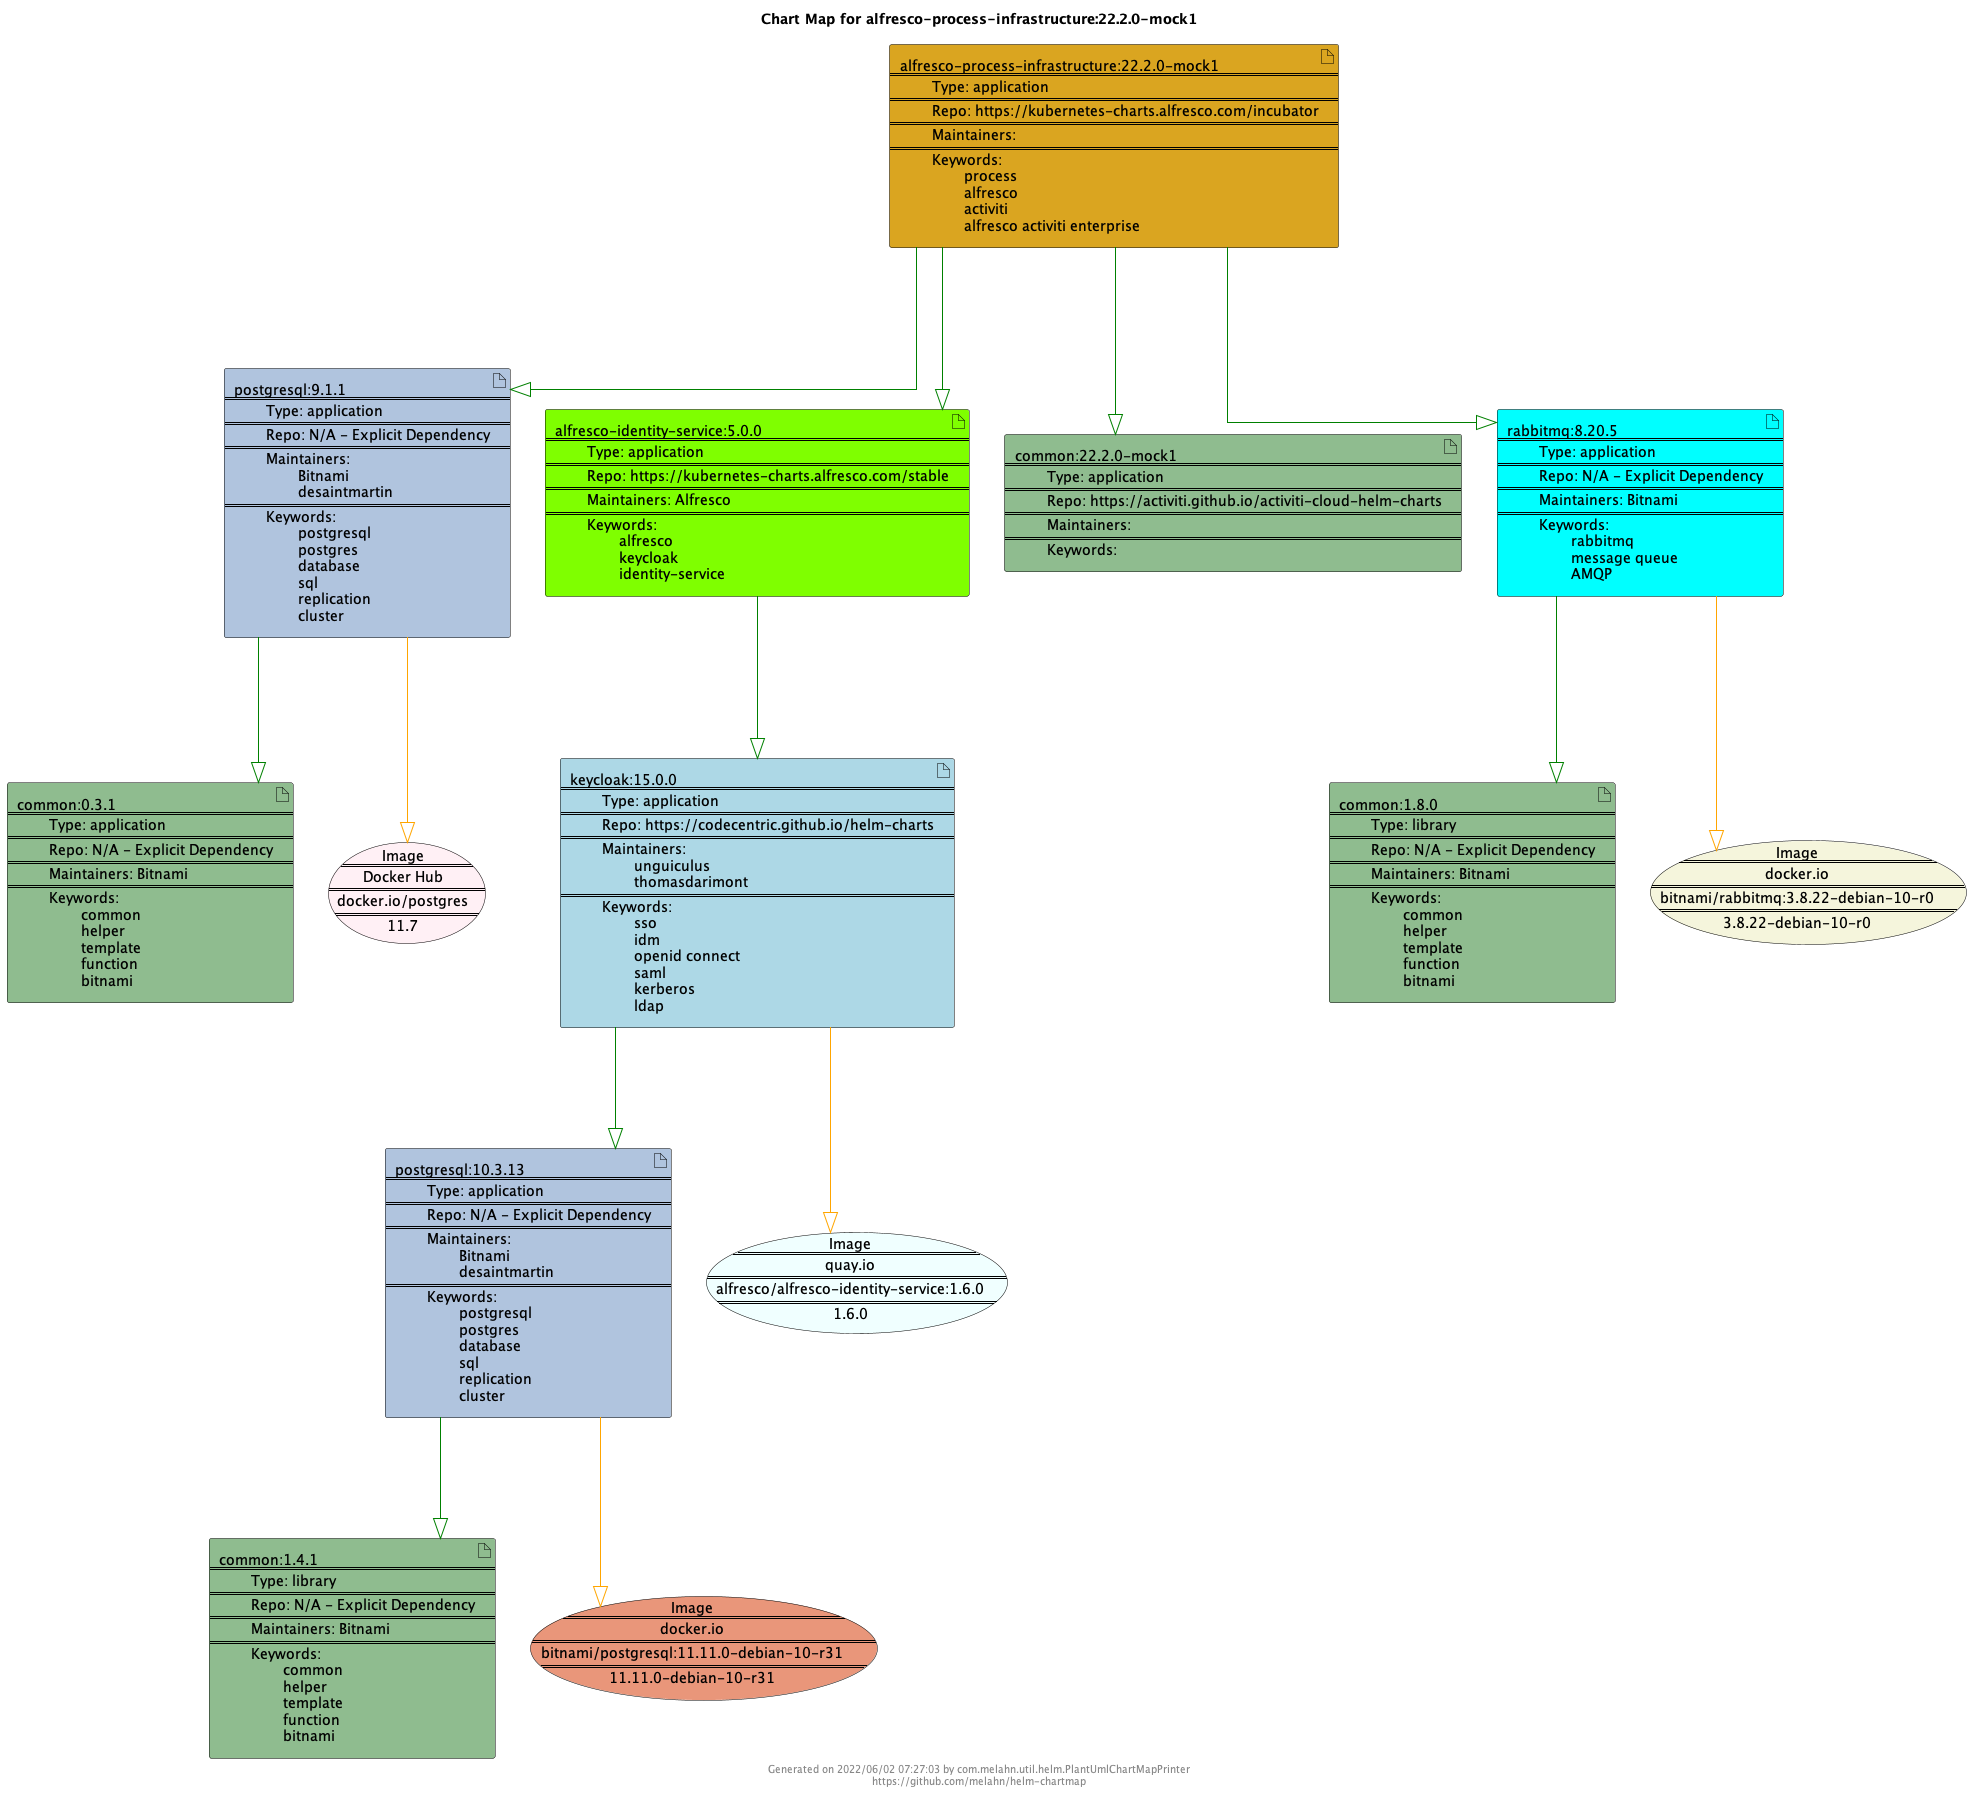 Chart Map for alfresco-process-infrastructure:22.2.0-mock1
alfresco-process-infrastructure:22.2.0-mock1
Type: application
Repo: https://kubernetes-charts.alfresco.com/incubator
Maintainers:
Keywords:
process
alfresco
activiti
alfresco activiti enterprise
postgresql:9.1.1
Type: application
Repo: N/A - Explicit Dependency
Maintainers:
Bitnami
desaintmartin
Keywords:
postgresql
postgres
database
sql
replication
cluster
alfresco-identity-service:5.0.0
Type: application
Repo: https://kubernetes-charts.alfresco.com/stable
Maintainers: Alfresco
Keywords:
alfresco
keycloak
identity-service
common:22.2.0-mock1
Type: application
Repo: https://activiti.github.io/activiti-cloud-helm-charts
Maintainers:
Keywords:
rabbitmq:8.20.5
Type: application
Repo: N/A - Explicit Dependency
Maintainers: Bitnami
Keywords:
rabbitmq
message queue
AMQP
common:0.3.1
Type: application
Repo: N/A - Explicit Dependency
Maintainers: Bitnami
Keywords:
common
helper
template
function
bitnami
Image
Docker Hub
docker.io/postgres
11.7
keycloak:15.0.0
Type: application
Repo: https://codecentric.github.io/helm-charts
Maintainers:
unguiculus
thomasdarimont
Keywords:
sso
idm
openid connect
saml
kerberos
ldap
common:1.8.0
Type: library
Repo: N/A - Explicit Dependency
Maintainers: Bitnami
Keywords:
common
helper
template
function
bitnami
Image
docker.io
bitnami/rabbitmq:3.8.22-debian-10-r0
3.8.22-debian-10-r0
postgresql:10.3.13
Type: application
Repo: N/A - Explicit Dependency
Maintainers:
Bitnami
desaintmartin
Keywords:
postgresql
postgres
database
sql
replication
cluster
Image
quay.io
alfresco/alfresco-identity-service:1.6.0
1.6.0
common:1.4.1
Type: library
Repo: N/A - Explicit Dependency
Maintainers: Bitnami
Keywords:
common
helper
template
function
bitnami
Image
docker.io
bitnami/postgresql:11.11.0-debian-10-r31
11.11.0-debian-10-r31
Generated on 2022/06/02 07:27:03 by com.melahn.util.helm.PlantUmlChartMapPrinter
https://github.com/melahn/helm-chartmap